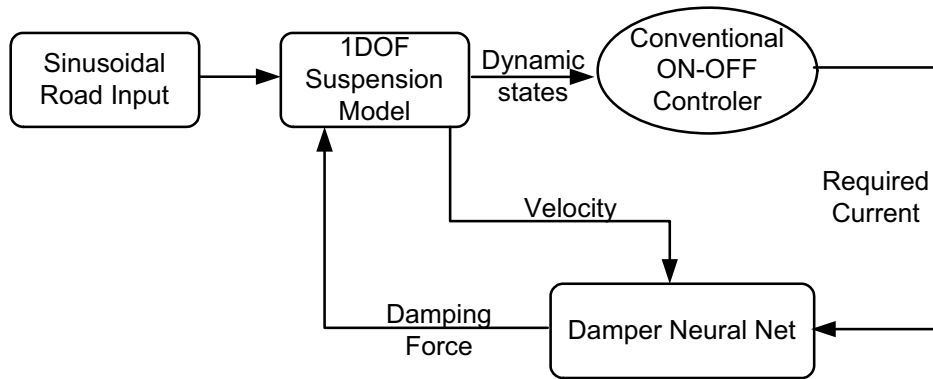 Sinusoidal
Road Input
1DOF
Suspension
Model
Dynamic
states
Conventional
ON-OFF
Controler
Required
Current
Velocity
Damping
Force
Damper Neural Net